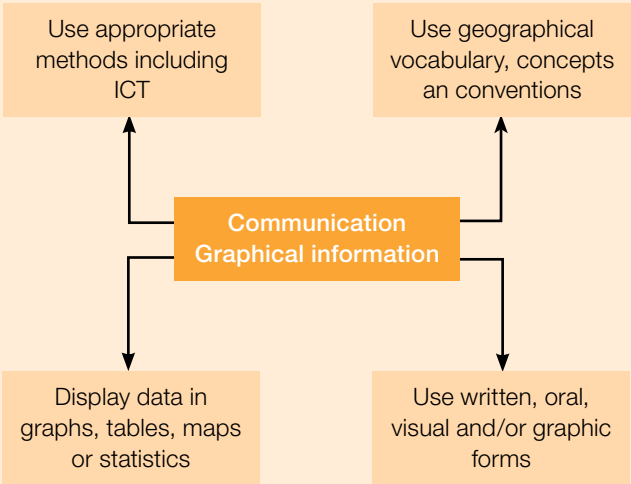 Use appropriate
methods including
ICT
Use geographical
vocabulary, concepts
an conventions
Communication
Graphical information
Display data in
graphs, tables, maps
or statistics
Use written, oral,
visual and/or graphic
forms